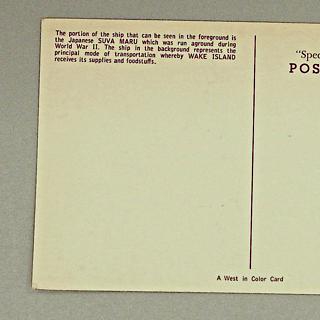 The portion of the ship that can be seen in the foreground is
the Japanese SUVA MARU which was run aground during
World War II. The ship in the background represents the
principal mode of transportation whereby WAKE ISLAND
receives its supplies and foodstuffs.
"Spec
POS
A West in Color Card